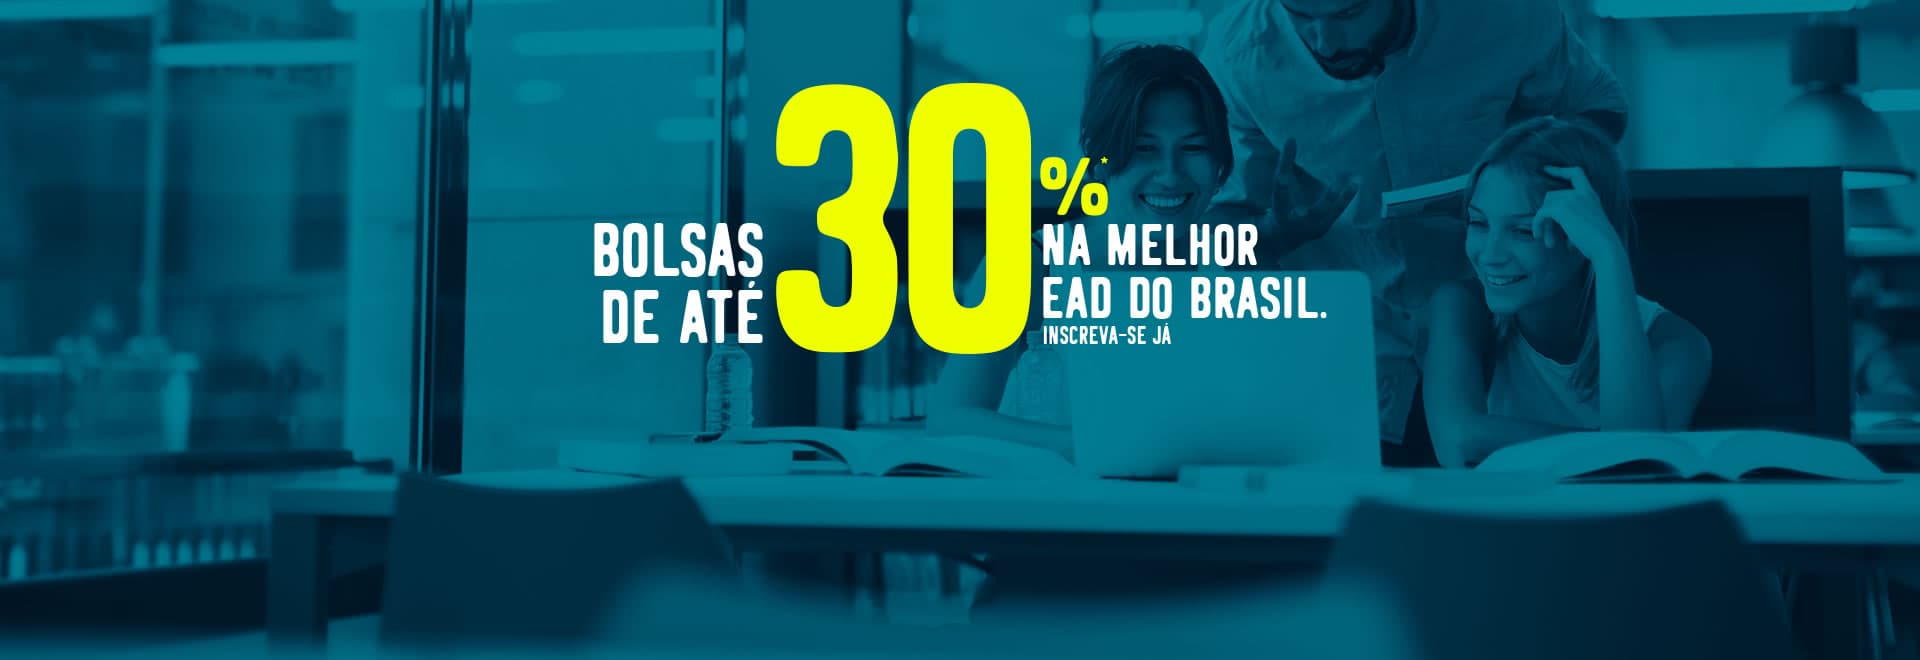 BOLSAS
DE ATÉ
30
%*
NA MELHOR
EAD DO BRASIL.
INSCREVA-SE JÁ